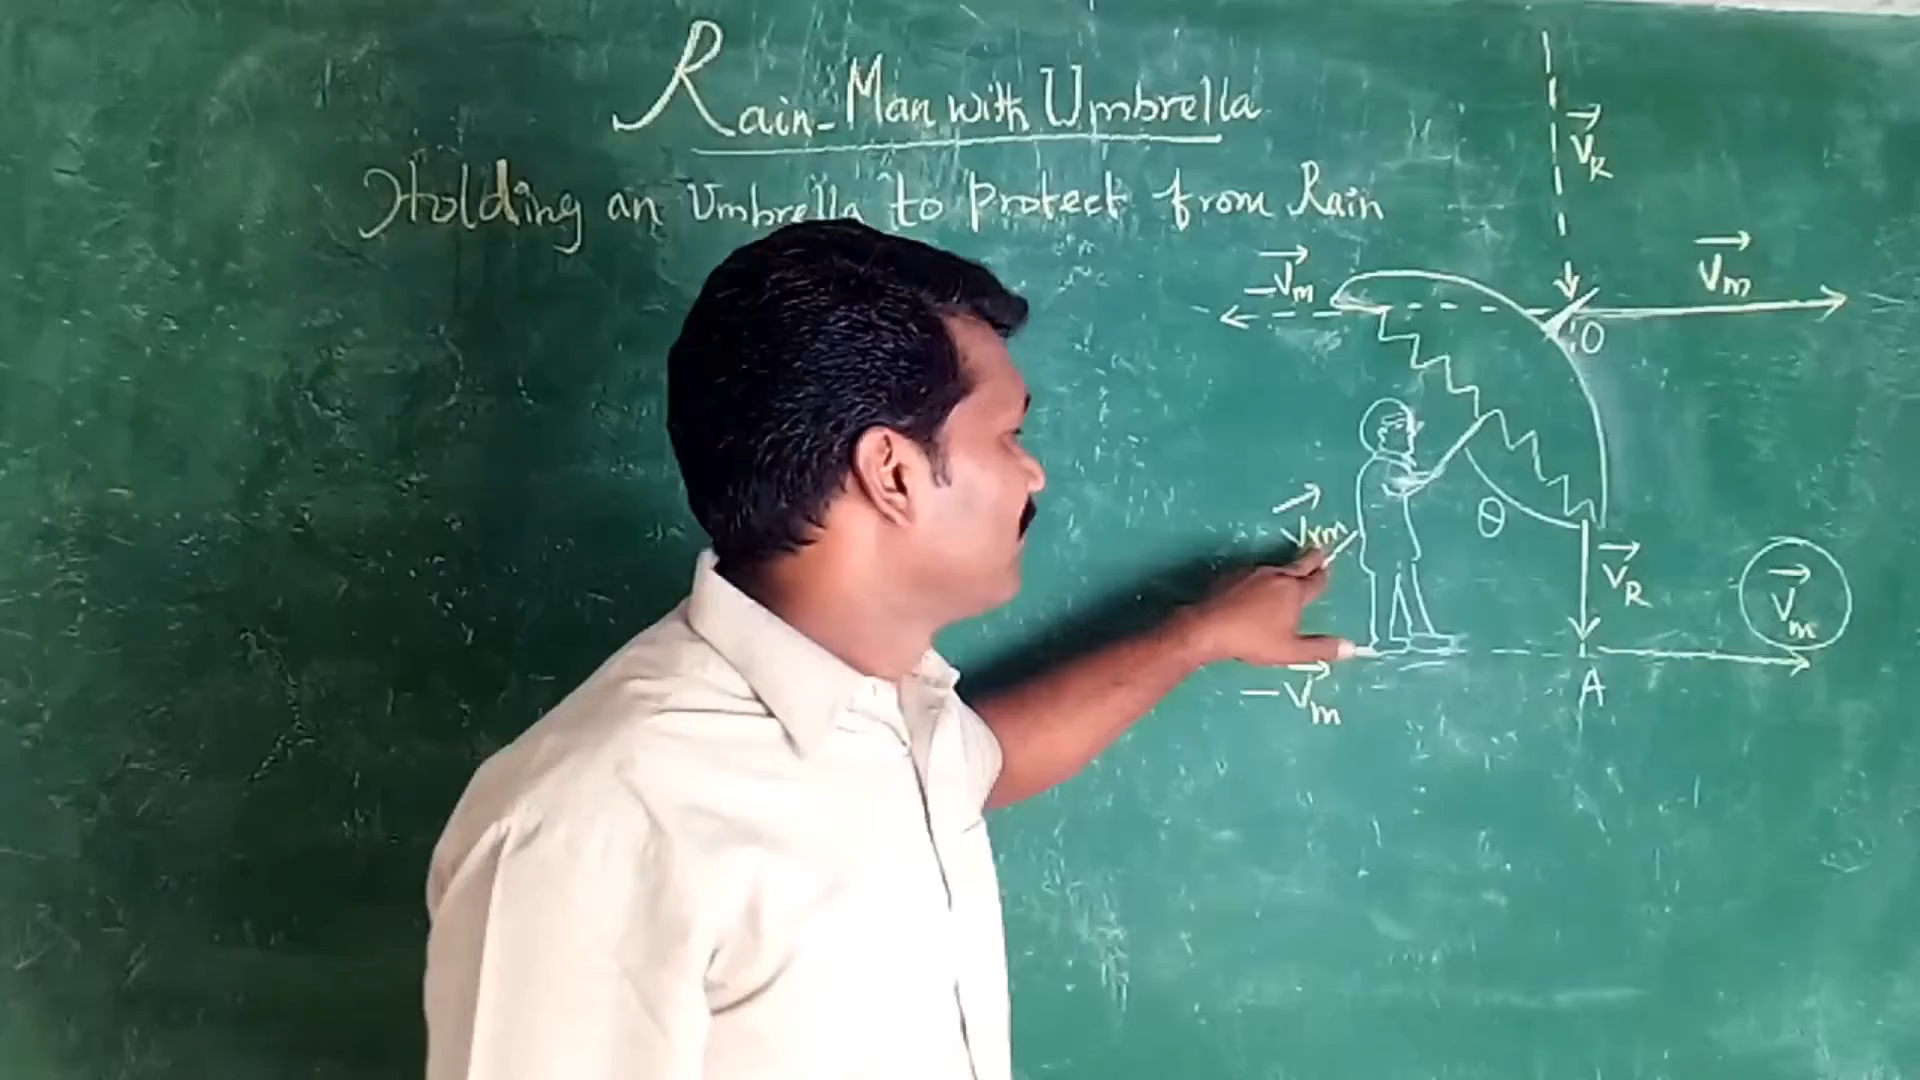 Rain-Man with Umbrella
Holding an Umbrella to Protect from Rain
V⃗R
-V⃗m
V⃗m
O
V⃗rm
θ
V⃗R
V⃗m
-V⃗m
A